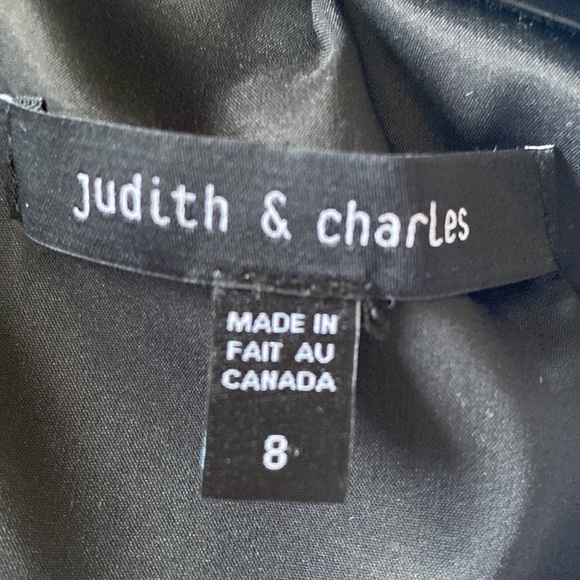 judith & charles
MADE IN
FAIT AU
CANADA
8